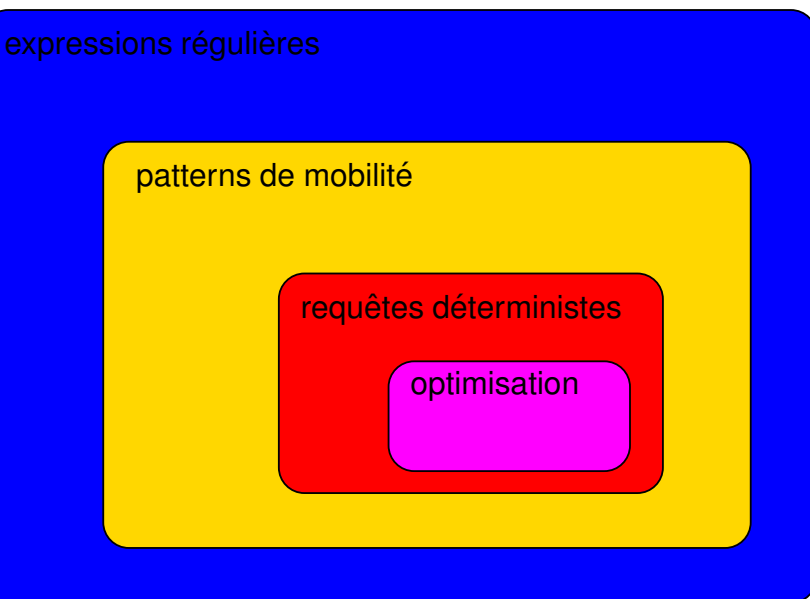 expressions régulières
patterns de mobilité
requêtes déterministes
optimisation